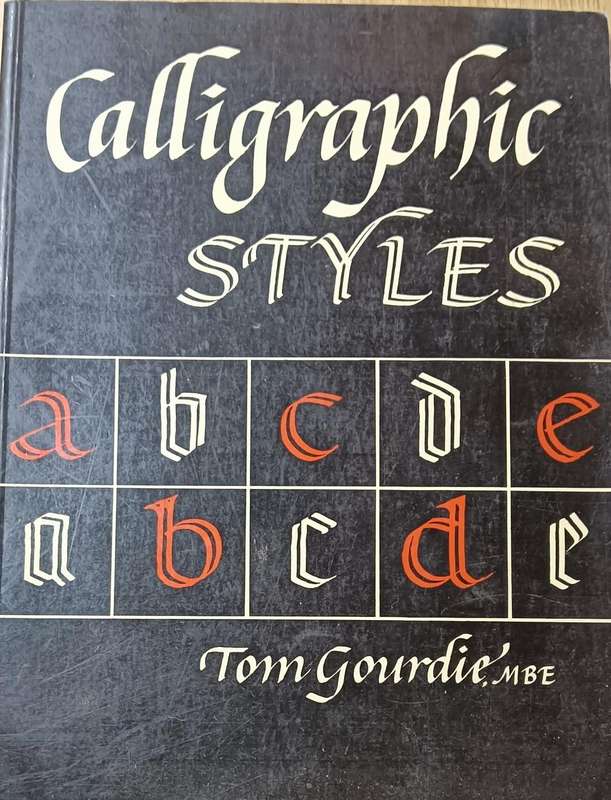 Calligraphic
STYLES
a b c d e
a b c d e
Tom Gourdie, MBE